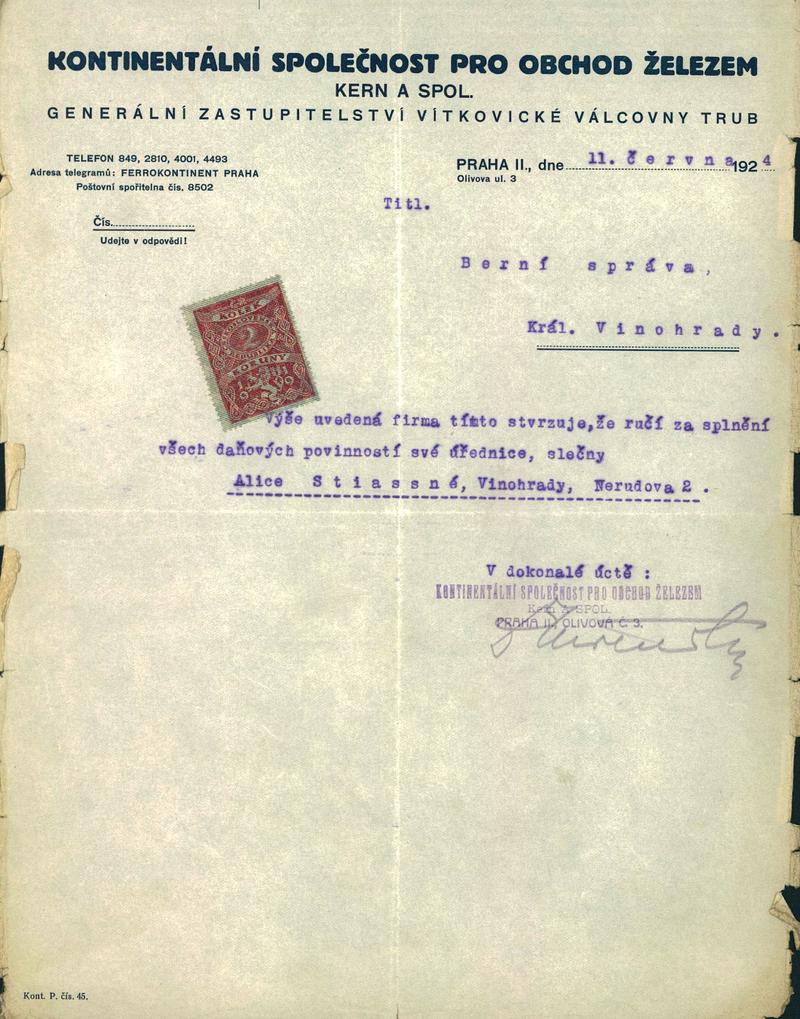 KONTINENTÁLNÍ SPOLEČNOST PRO OBCHOD ŽELEZEM
KERN A SPOL.
GENERÁLNÍ ZASTUPITELSTVÍ VÍTKOVICKÉ VÁLCOVNY TRUB
TELEFON 849, 2810, 4001, 4493
Adresa telegramů: FERROKONTINENT PRAHA
Poštovní spořitelna čís. 8502
PRAHA II., dne 11. června 1924
Olivova ul. 3
Titl.
Čís.
Udejte v odpovědi!
Berní správa,
Král. Vinohrady.
KOLEK
2
KORUNY
1919
Výše uvedená firma tímto stvrzuje,že ručí za splnění
všech daňových povinností své úřednice, slečny
Alice Stiassné, Vinohrady, Nerudova 2 .
V dokonalé úctě :
KONTINENTÁLNÍ SPOLEČNOST PRO OBCHOD ŽELEZEM
Kern A SPOL.
PRAHA II., OLIVOVA Č. 3.
Kont. P. čís. 45.